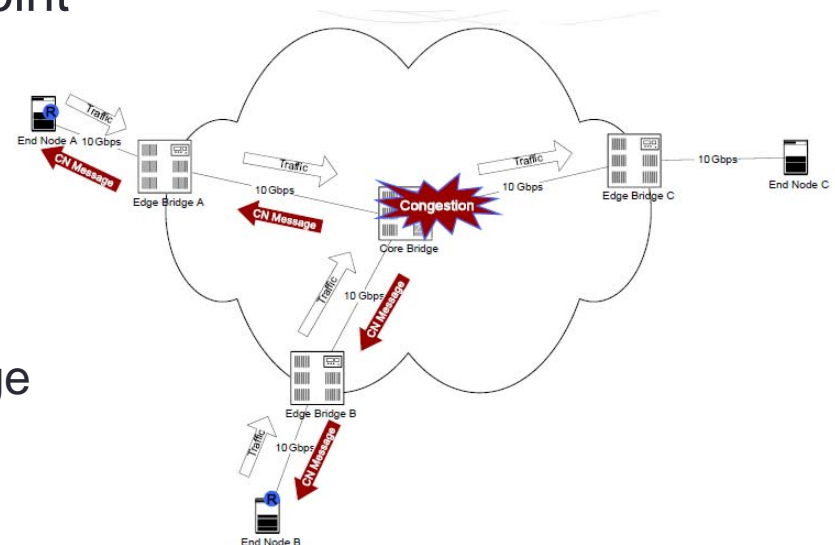 Traffic
R
End Node A
10 Gbps
CN Message
Edge Bridge A
Traffic
10 Gbps
CN Message
Congestion
Core Bridge
Traffic
10 Gbps
Edge Bridge C
10 Gbps
End Node C
Traffic
10 Gbps
CN Message
Edge Bridge B
Traffic
10 Gbps
CN Message
R
End Node B